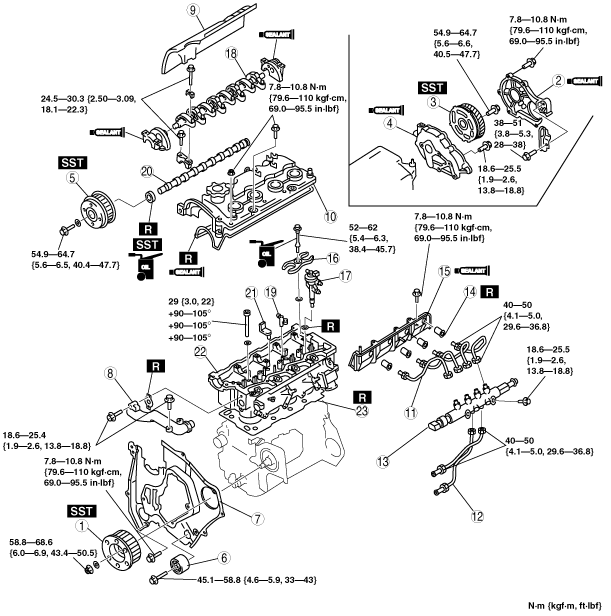 9
SEALANT
18
24.5—30.3 {2.50—3.09,
18.1—22.3}
7.8—10.8 N·m
{79.6—110 kgf·cm,
69.0—95.5 in·lbf}
SEALANT
20
SST
5
R
54.9—64.7
{5.6—6.5, 40.4—47.7}
SST
OIL
R
SEALANT
10
54.9—64.7
{5.6—6.6,
40.5—47.7}
7.8—10.8 N·m
{79.6—110 kgf·cm,
69.0—95.5 in·lbf}
2
SEALANT
SST
3
SEALANT
4
38—51
{3.8—5.3,
28—38}
18.6—25.5
{1.9—2.6,
13.8—18.8}
52—62
{5.4—6.3,
38.4—45.7}
OIL
16
17
7.8—10.8 N·m
{79.6—110 kgf·cm,
69.0—95.5 in·lbf}
15
SEALANT
14
R
29 {3.0, 22}
+90—105°
+90—105°
+90—105°
21
19
R
22
40—50
{4.1—5.0,
29.6—36.8}
18.6—25.5
{1.9—2.6,
13.8—18.8}
8
R
R
23
11
18.6—25.4
{1.9—2.6, 13.8—18.8}
13
40—50
{4.1—5.0, 29.6—36.8}
7.8—10.8 N·m
{79.6—110 kgf·cm,
69.0—95.5 in·lbf}
SST
1
7
12
58.8—68.6
{6.0—6.9, 43.4—50.5}
6
45.1—58.8 {4.6—5.9, 33—43}
N·m {kgf·m, ft·lbf}